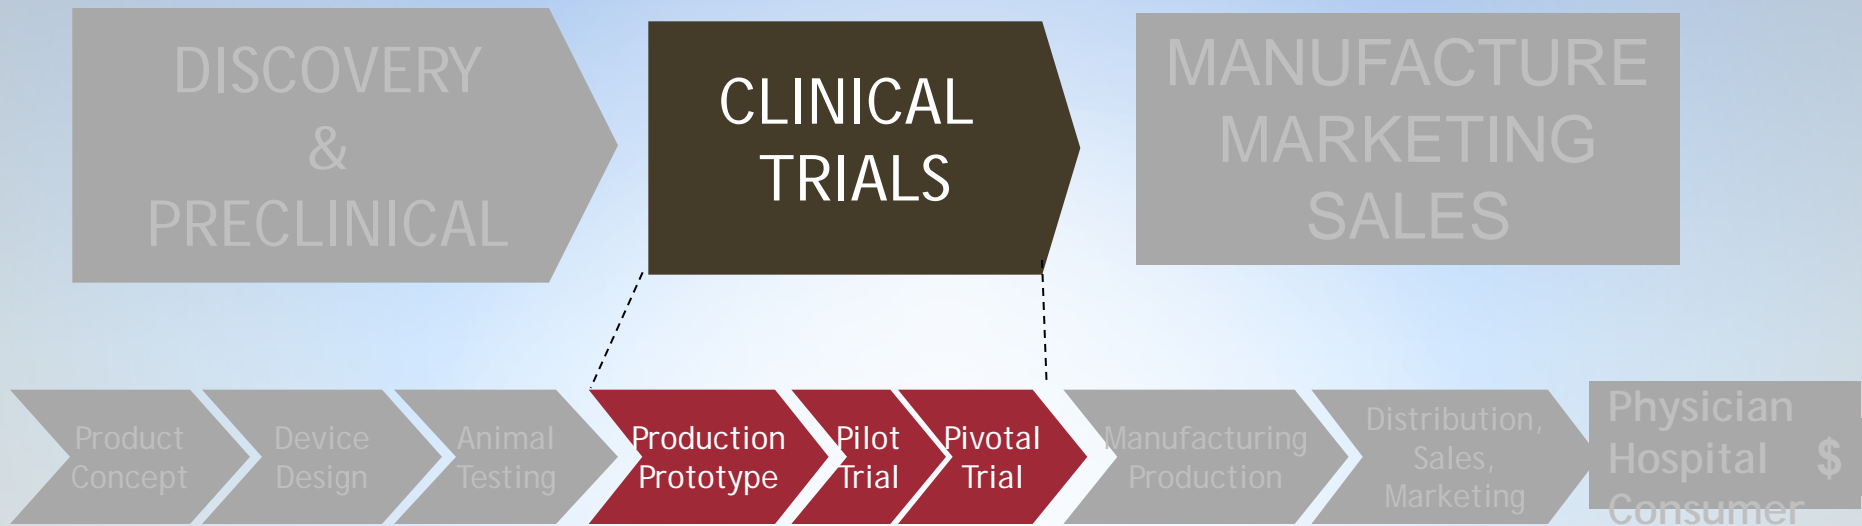 DISCOVERY
&
PRECLINICAL
CLINICAL
TRIALS
MANUFACTURE
MARKETING
SALES
Product
Concept
Device
Design
Animal
Testing
Production
Prototype
Pilot
Trial
Pivotal
Trial
Manufacturing
Production
Distribution,
Sales,
Marketing
Physician
Hospital $
Consumer